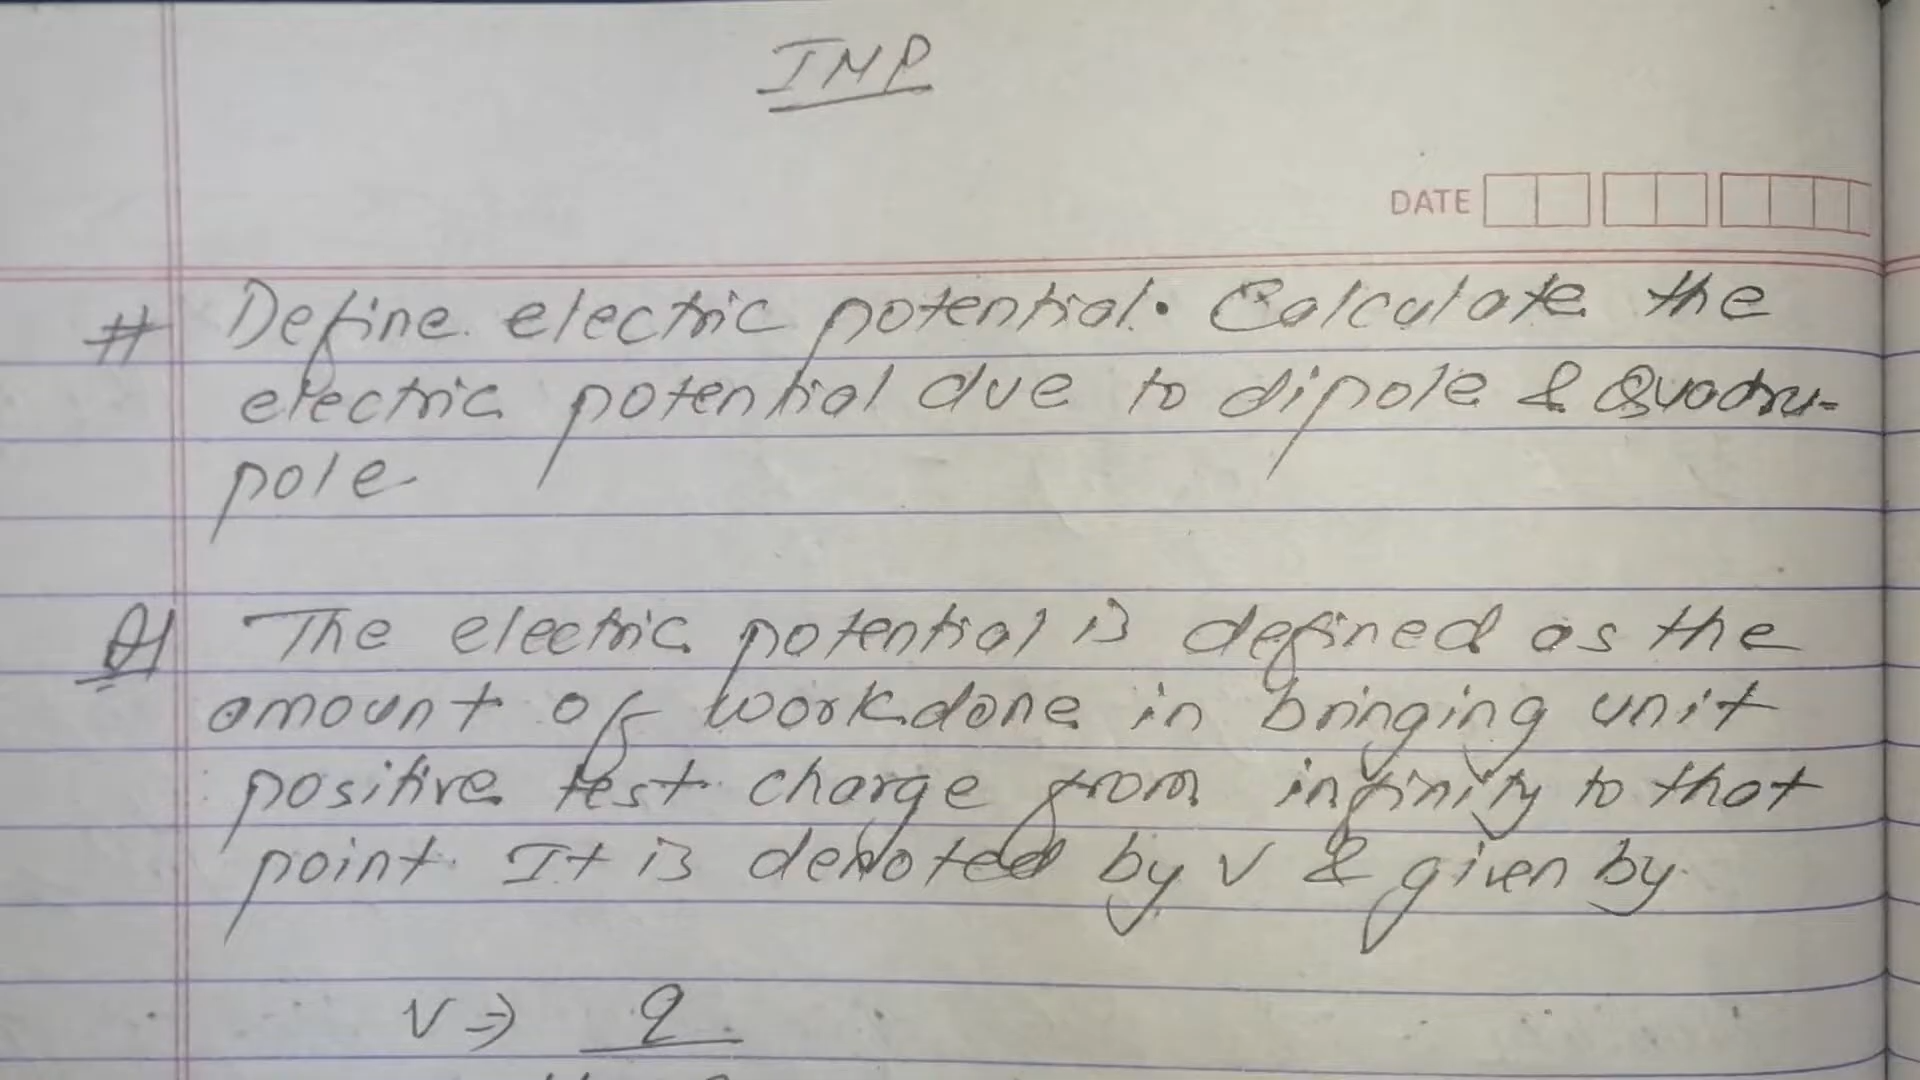 IMP
DATE
# Define electric potential. Calculate the
electric potential due to dipole & Quadru-
pole
The electric potential is defined as the
amount of workdone in bringing unit
positive test charge from infinity to that
point. It is denoted by V & given by
V => q